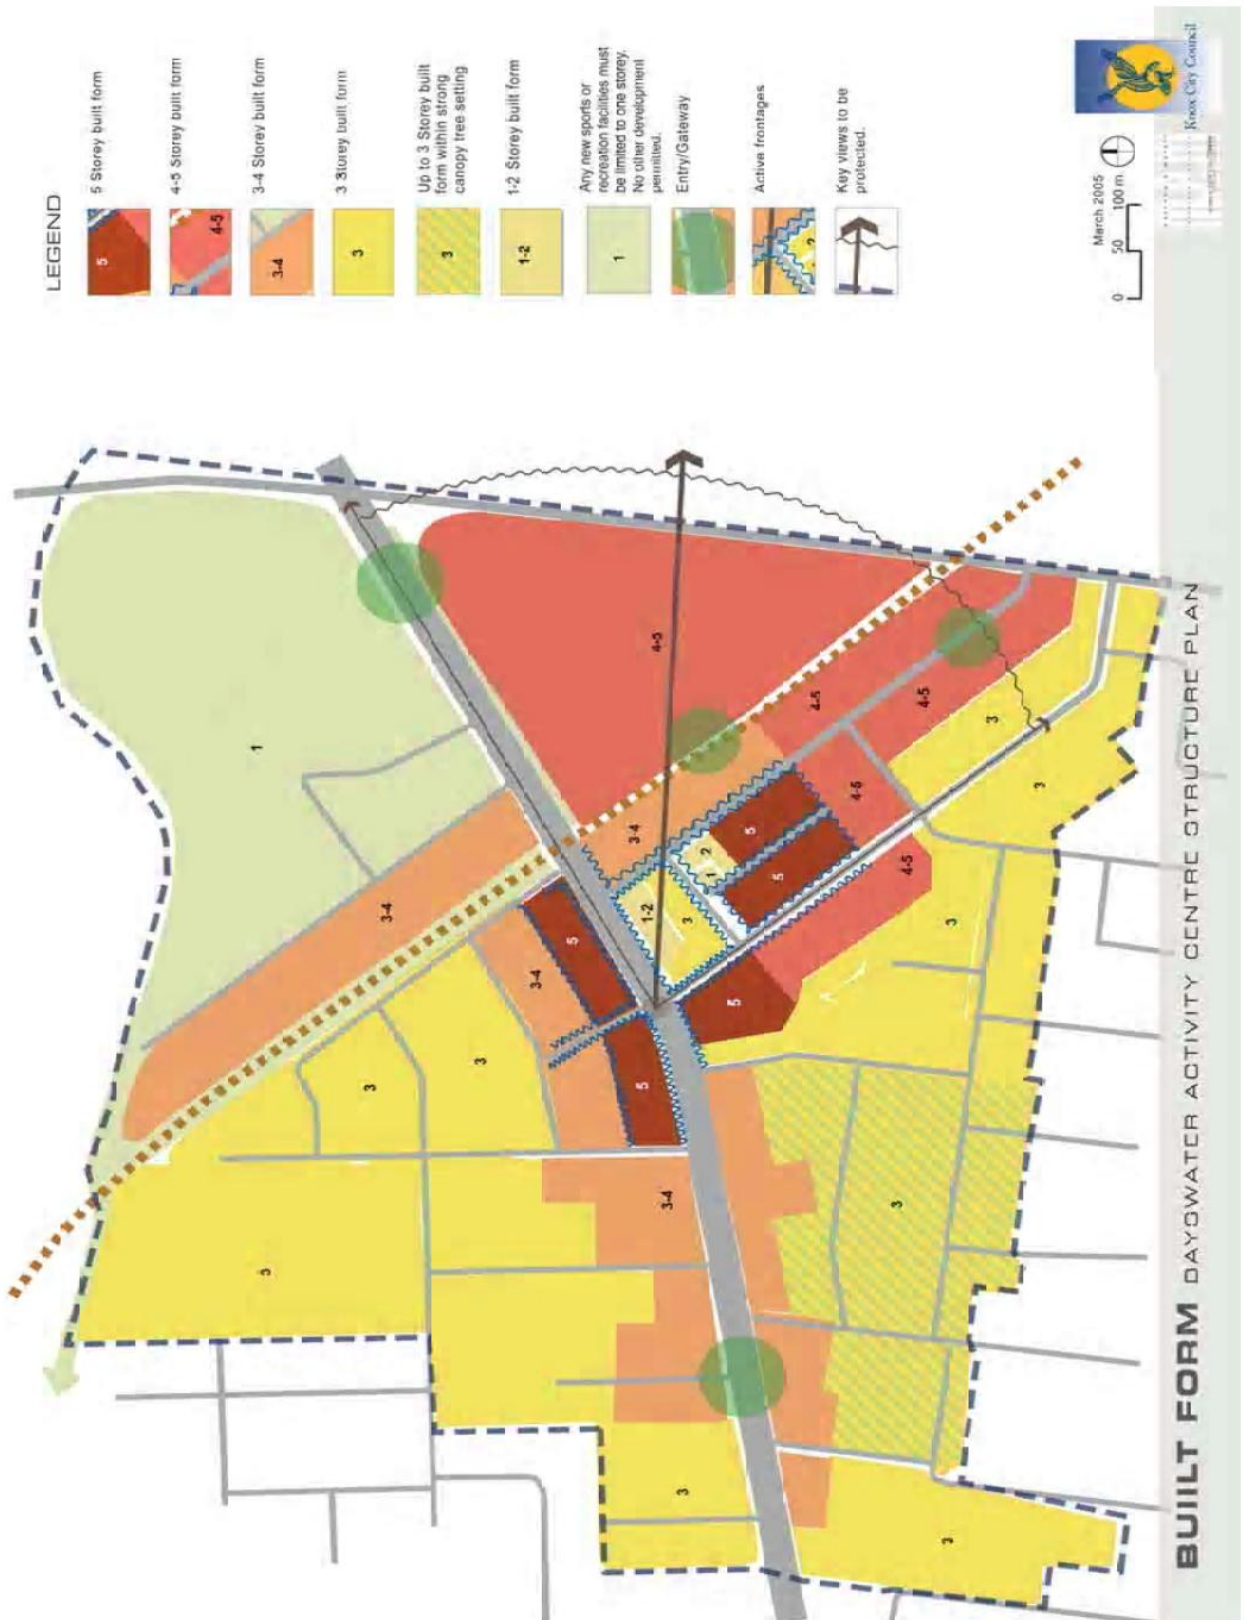 LEGEND
5
5 Storey built form
4-5
4-5 Storey built form
3-4
3-4 Storey built form
3
3 Storey built form
3
Up to 3 Storey built
form within strong
canopy tree setting
1-2
1-2 Storey built form
1
Any new sports or
recreation facilities must
be limited to one storey.
No other development
permitted.
Entry/Gateway
2
Active frontages
Key views to be
protected.
3
3
3
3
3-4
3-4
3-4
1
5
5
5
1-2
3
1
2
5
5
3-4
4-5
4-5
4-5
4-5
4-5
3
3
3
3
3
3
March 2005
0 50 100 m
Knox City Council
BUIILT FORM DAYSWATER ACTIVITY CENTRE STRUCTURE PLAN